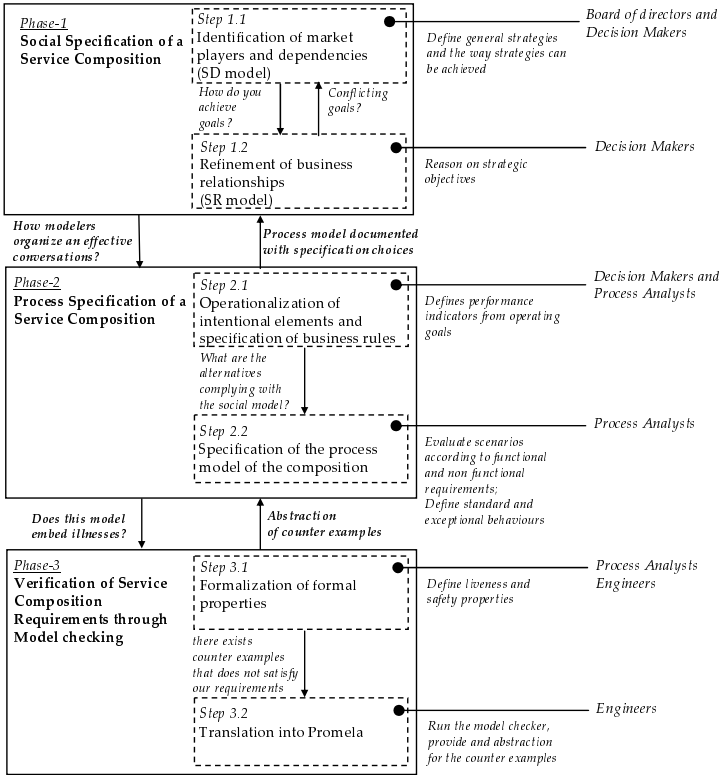 Phase-1
Social Specification of a
Service Composition
Step 1.1
Identification of market
players and dependencies
(SD model)
Board of directors and
Decision Makers
Define general strategies
and the way strategies can
be achieved
How do you
achieve
goals?
Conflicting
goals?
Step 1.2
Refinement of business
relationships
(SR model)
Decision Makers
Reason on strategic
objectives
How modelers
organize an effective
conversations?
Process model documented
with specification choices
Phase-2
Process Specification of a
Service Composition
Step 2.1
Operationalization of
intentional elements and
specification of business rules
Decision Makers and
Process Analysts
Defines performance
indicators from operating
goals
What are the
alternatives
complying with
the social model?
Step 2.2
Specification of the process
model of the composition
Process Analysts
Evaluate scenarios
according to functional
and non functional
requirements;
Define standard and
exceptional behaviours
Does this model
embed illnesses?
Abstraction
of counter examples
Phase-3
Verification of Service
Composition
Requirements through
Model checking
Step 3.1
Formalization of formal
properties
Process Analysts
Engineers
Define liveness and
safety properties
there exists
counter examples
that does not satisfy
our requirements
Step 3.2
Translation into Promela
Engineers
Run the model checker,
provide and abstraction
for the counter examples